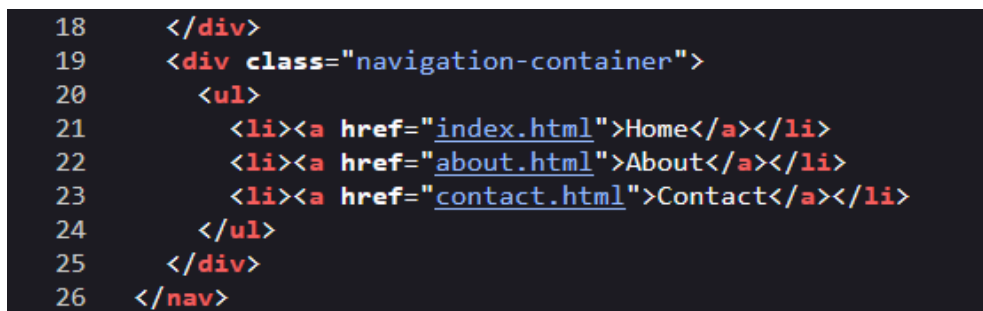 18 </div>
19 <div class="navigation-container">
20 <ul>
21 <li><a href="index.html">Home</a></li>
22 <li><a href="about.html">About</a></li>
23 <li><a href="contact.html">Contact</a></li>
24 </ul>
25 </div>
26 </nav>